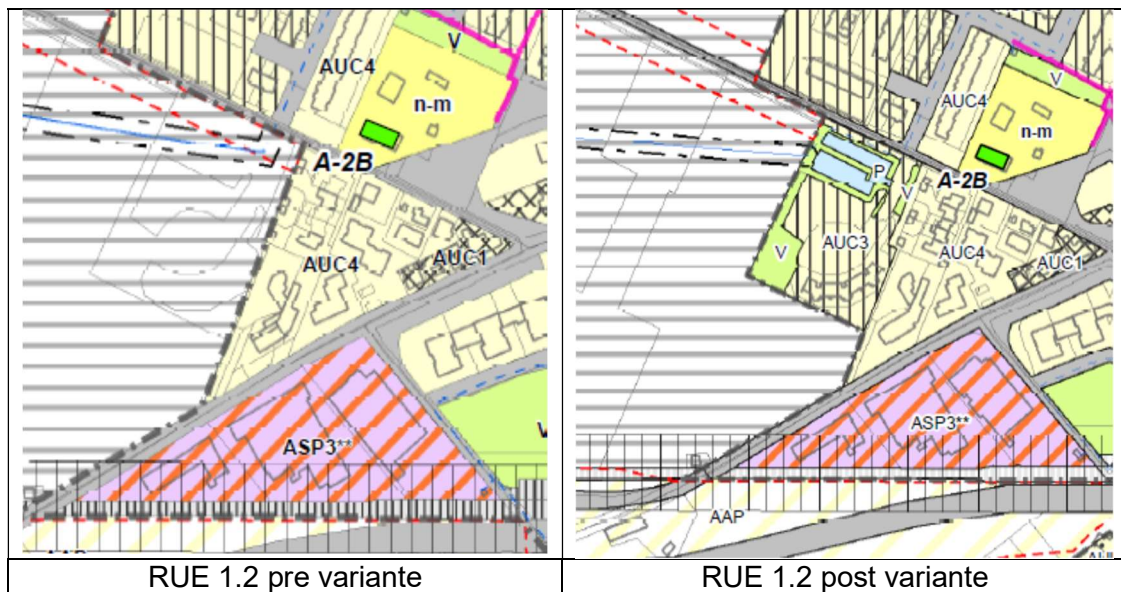 V
AUC4
n-m
A-2B
AUC4
AUC1
ASP3**
V
V
AUC4
n-m
A-2B
P
V
AUC3
V
AUC4
AUC1
ASP3**
AAP
RUE 1.2 pre variante
RUE 1.2 post variante